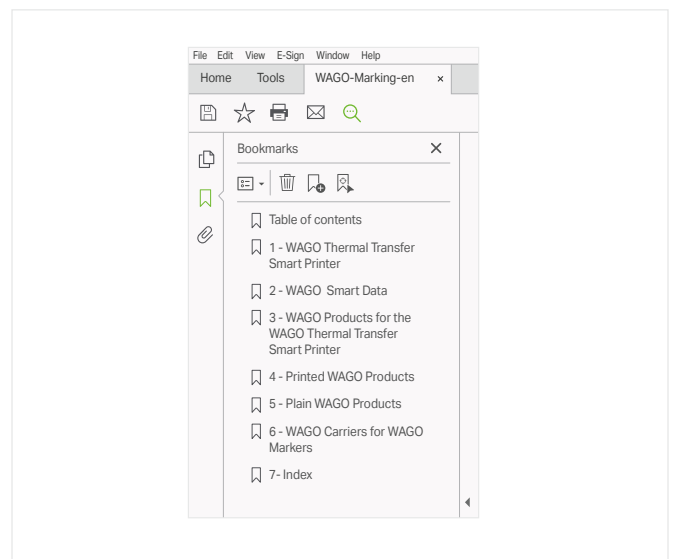 File Edit View E-Sign Window Help
Home Tools WAGO-Marking-en ×
Bookmarks
Table of contents
1 - WAGO Thermal Transfer
Smart Printer
2 - WAGO Smart Data
3 - WAGO Products for the
WAGO Thermal Transfer
Smart Printer
4 - Printed WAGO Products
5 - Plain WAGO Products
6 - WAGO Carriers for WAGO
Markers
7- Index